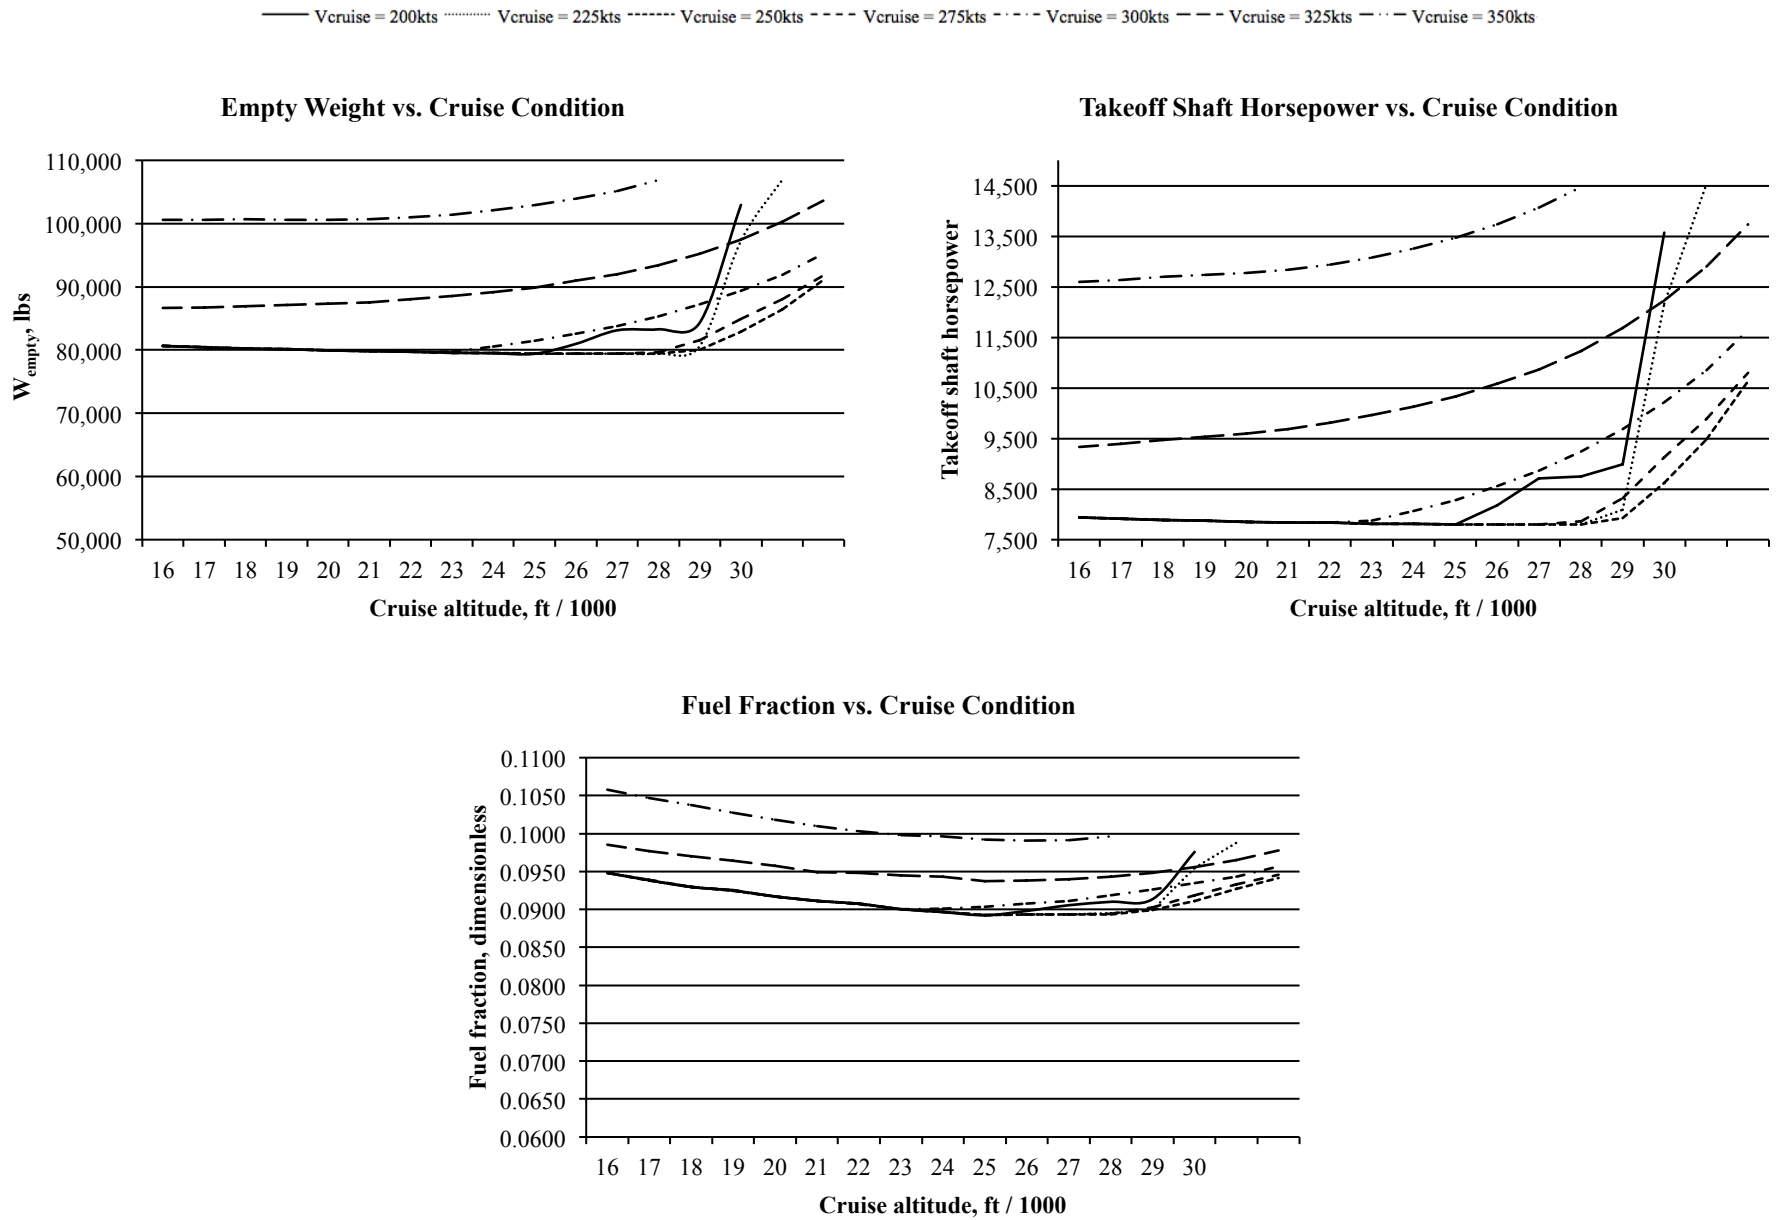 Vcruise = 200kts Vcruise = 225kts Vcruise = 250kts Vcruise = 275kts Vcruise = 300kts Vcruise = 325kts Vcruise = 350kts
Empty Weight vs. Cruise Condition
110,000
100,000
90,000
80,000
70,000
60,000
50,000
Wempty, lbs
16 17 18 19 20 21 22 23 24 25 26 27 28 29 30
Cruise altitude, ft / 1000
Takeoff Shaft Horsepower vs. Cruise Condition
14,500
13,500
12,500
11,500
10,500
9,500
8,500
7,500
Takeoff shaft horsepower
16 17 18 19 20 21 22 23 24 25 26 27 28 29 30
Cruise altitude, ft / 1000
Fuel Fraction vs. Cruise Condition
0.1100
0.1050
0.1000
0.0950
0.0900
0.0850
0.0800
0.0750
0.0700
0.0650
0.0600
Fuel fraction, dimensionless
16 17 18 19 20 21 22 23 24 25 26 27 28 29 30
Cruise altitude, ft / 1000